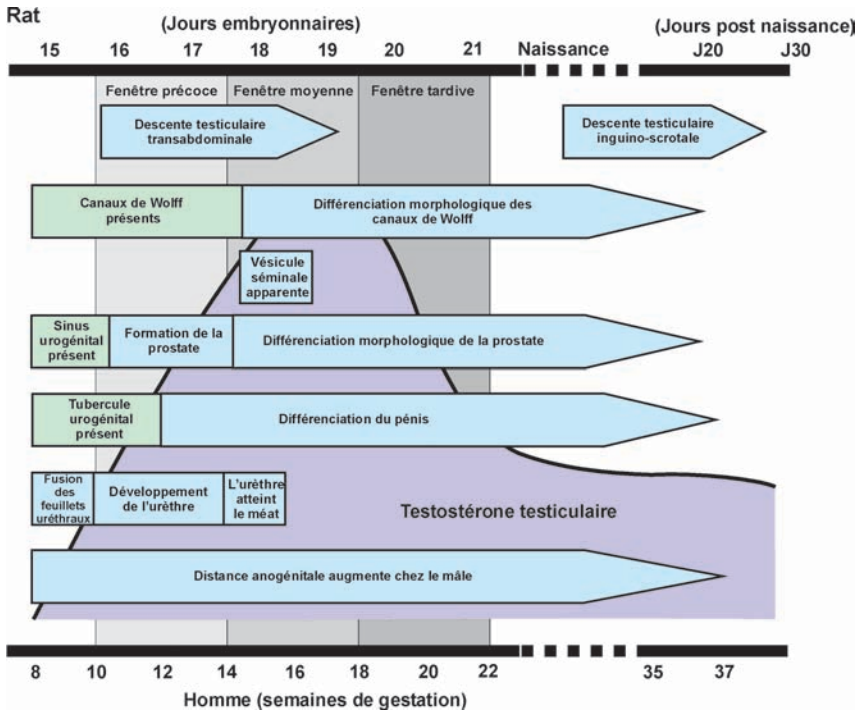 Rat
(Jours embryonnaires)
(Jours post naissance)
15 16 17 18 19 20 21 Naissance J20 J30
Fenêtre précoce Fenêtre moyenne Fenêtre tardive
Descente testiculaire
transabdominale
Descente testiculaire
inguino-scrotale
Canaux de Wolff
présents
Différenciation morphologique des
canaux de Wolff
Vésicule
séminale
apparente
Sinus
urogénital
présent
Formation de la
prostate
Différenciation morphologique de la prostate
Tubercule
urogénital
présent
Différenciation du pénis
Fusion
des
feuillets
uréthraux
Développement
de l'urèthre
L'urèthre
atteint
le méat
Testostérone testiculaire
Distance anogénitale augmente chez le mâle
8 10 12 14 16 18 20 22 35 37
Homme (semaines de gestation)